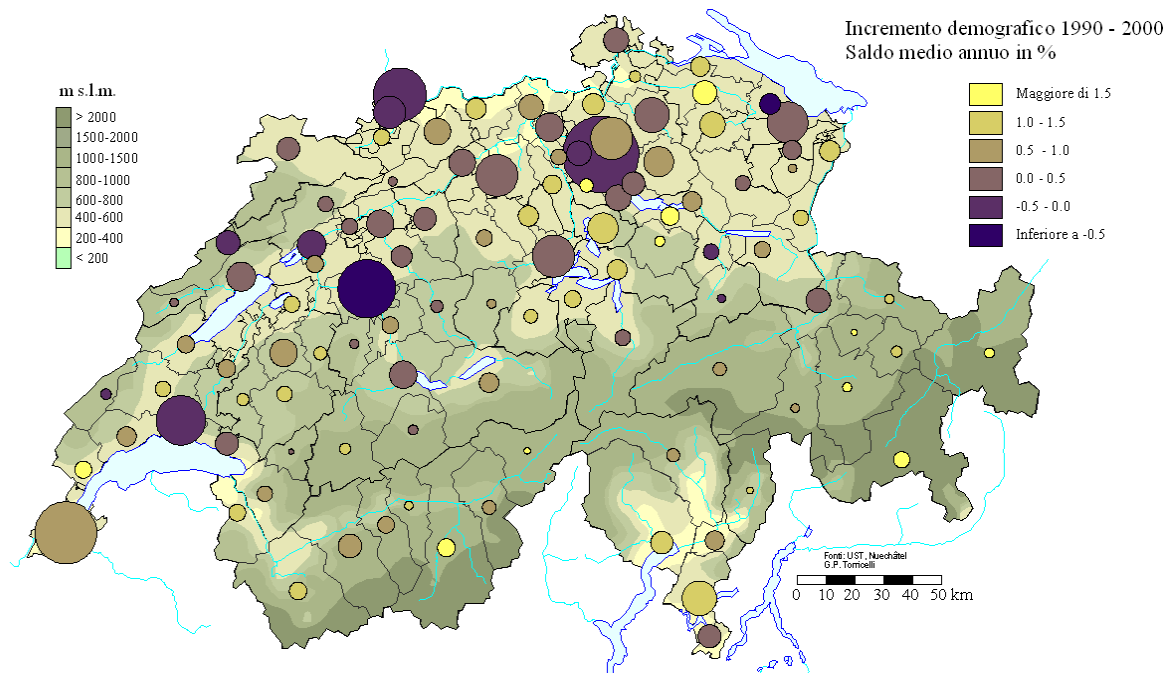 Incremento demografico 1990 - 2000
Saldo medio annuo in %
m s.l.m.
> 2000
1500-2000
1000-1500
800-1000
600-800
400-600
200-400
< 200
Maggiore di 1.5
1.0 - 1.5
0.5 - 1.0
0.0 - 0.5
-0.5 - 0.0
Inferiore a -0.5
Fonti: UST, Nuechâtel
G.P. Torricelli
0 10 20 30 40 50 km